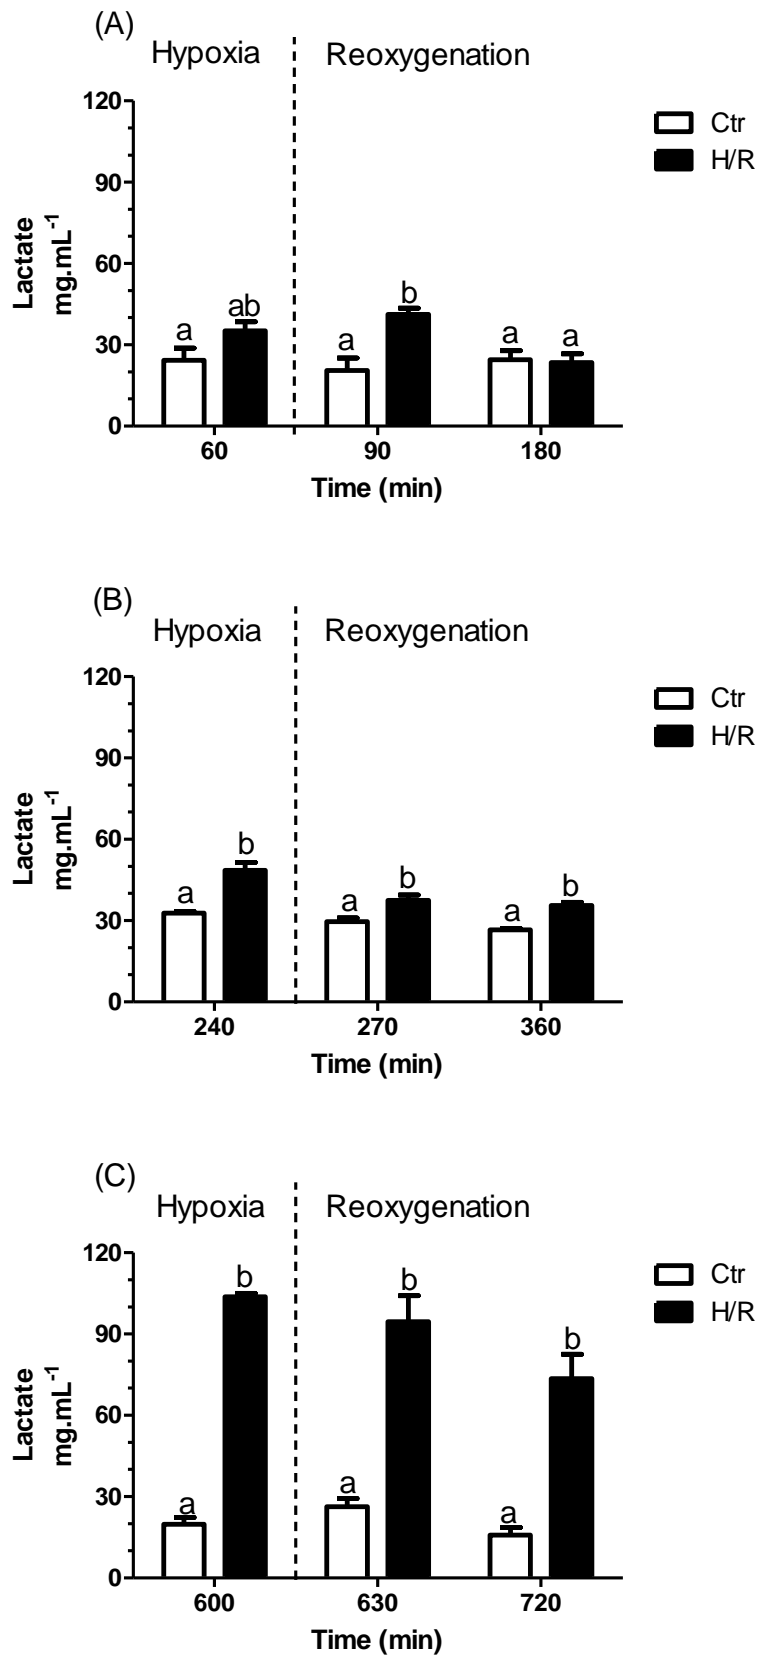 (A)
Hypoxia Reoxygenation
120
90
60
30
0
Lactate
mg.mL-1
Ctr
H/R
a ab a b a a
60 90 180
Time (min)
(B)
Hypoxia Reoxygenation
120
90
60
30
0
Lactate
mg.mL-1
Ctr
H/R
a b a b a b
240 270 360
Time (min)
(C)
Hypoxia Reoxygenation
120
90
60
30
0
Lactate
mg.mL-1
Ctr
H/R
a b a b a b
600 630 720
Time (min)